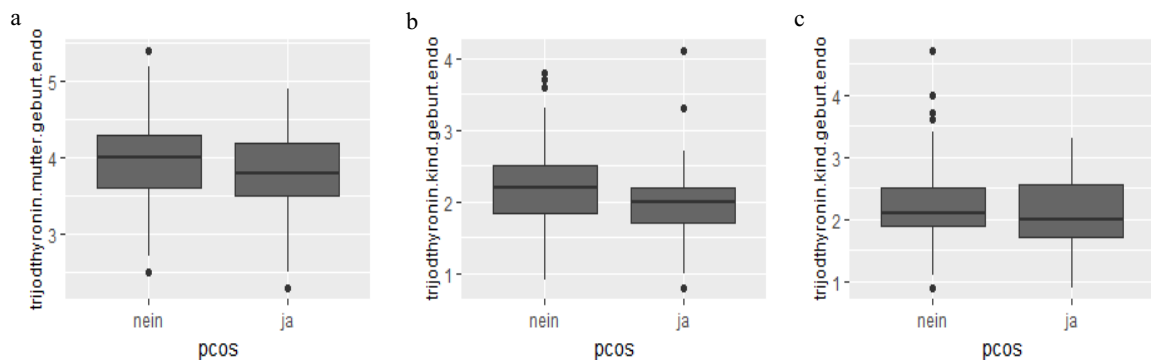 a
trijodthyronin.mutter.geburt.endo
5
4
3
nein
ja
pcos
b
trijodthyronin.kind.geburt.endo
4
3
2
1
nein
ja
pcos
c
trijodthyronin.kind.geburt.endo
4
3
2
1
nein
ja
pcos